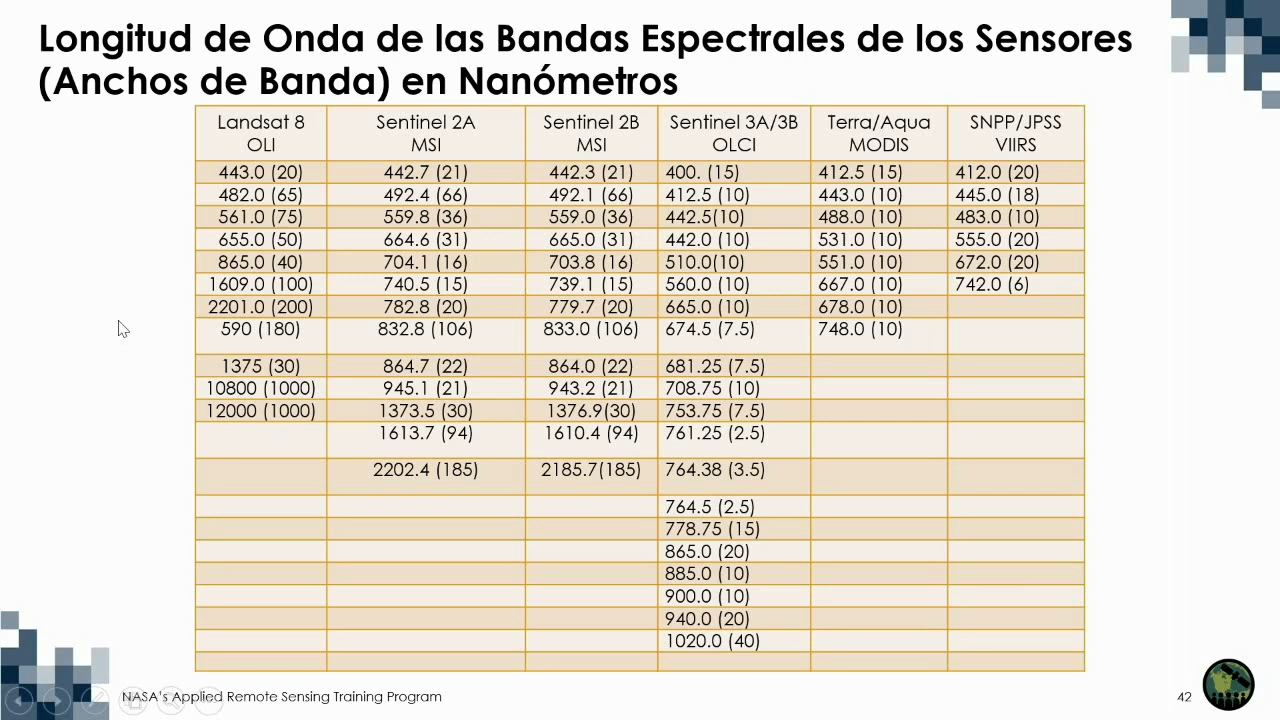 Longitud de Onda de las Bandas Espectrales de los Sensores
(Anchos de Banda) en Nanómetros
Landsat 8 OLI | Sentinel 2A MSI | Sentinel 2B MSI | Sentinel 3A/3B OLCI | Terra/Aqua MODIS | SNPP/JPSS VIIRS
443.0 (20) | 442.7 (21) | 442.3 (21) | 400. (15) | 412.5 (15) | 412.0 (20)
482.0 (65) | 492.4 (66) | 492.1 (66) | 412.5 (10) | 443.0 (10) | 445.0 (18)
561.0 (75) | 559.8 (36) | 559.0 (36) | 442.5(10) | 488.0 (10) | 483.0 (10)
655.0 (50) | 664.6 (31) | 665.0 (31) | 442.0 (10) | 531.0 (10) | 555.0 (20)
865.0 (40) | 704.1 (16) | 703.8 (16) | 510.0(10) | 551.0 (10) | 672.0 (20)
1609.0 (100) | 740.5 (15) | 739.1 (15) | 560.0 (10) | 667.0 (10) | 742.0 (6)
2201.0 (200) | 782.8 (20) | 779.7 (20) | 665.0 (10) | 678.0 (10)
590 (180) | 832.8 (106) | 833.0 (106) | 674.5 (7.5) | 748.0 (10)
1375 (30) | 864.7 (22) | 864.0 (22) | 681.25 (7.5)
10800 (1000) | 945.1 (21) | 943.2 (21) | 708.75 (10)
12000 (1000) | 1373.5 (30) | 1376.9(30) | 753.75 (7.5)
1613.7 (94) | 1610.4 (94) | 761.25 (2.5)
2202.4 (185) | 2185.7(185) | 764.38 (3.5)
764.5 (2.5)
778.75 (15)
865.0 (20)
885.0 (10)
900.0 (10)
940.0 (20)
1020.0 (40)
NASA's Applied Remote Sensing Training Program
42